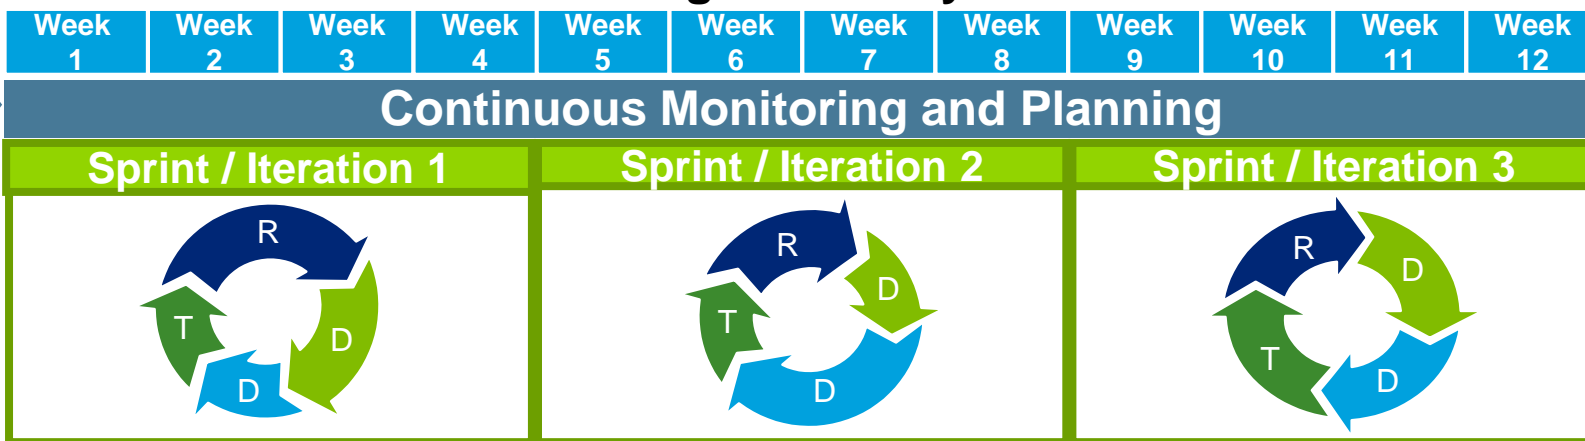 Week 1 Week 2 Week 3 Week 4 Week 5 Week 6 Week 7 Week 8 Week 9 Week 10 Week 11 Week 12
Continuous Monitoring and Planning
Sprint / Iteration 1 Sprint / Iteration 2 Sprint / Iteration 3
R
D
D
T
R
D
D
T
R
D
D
T